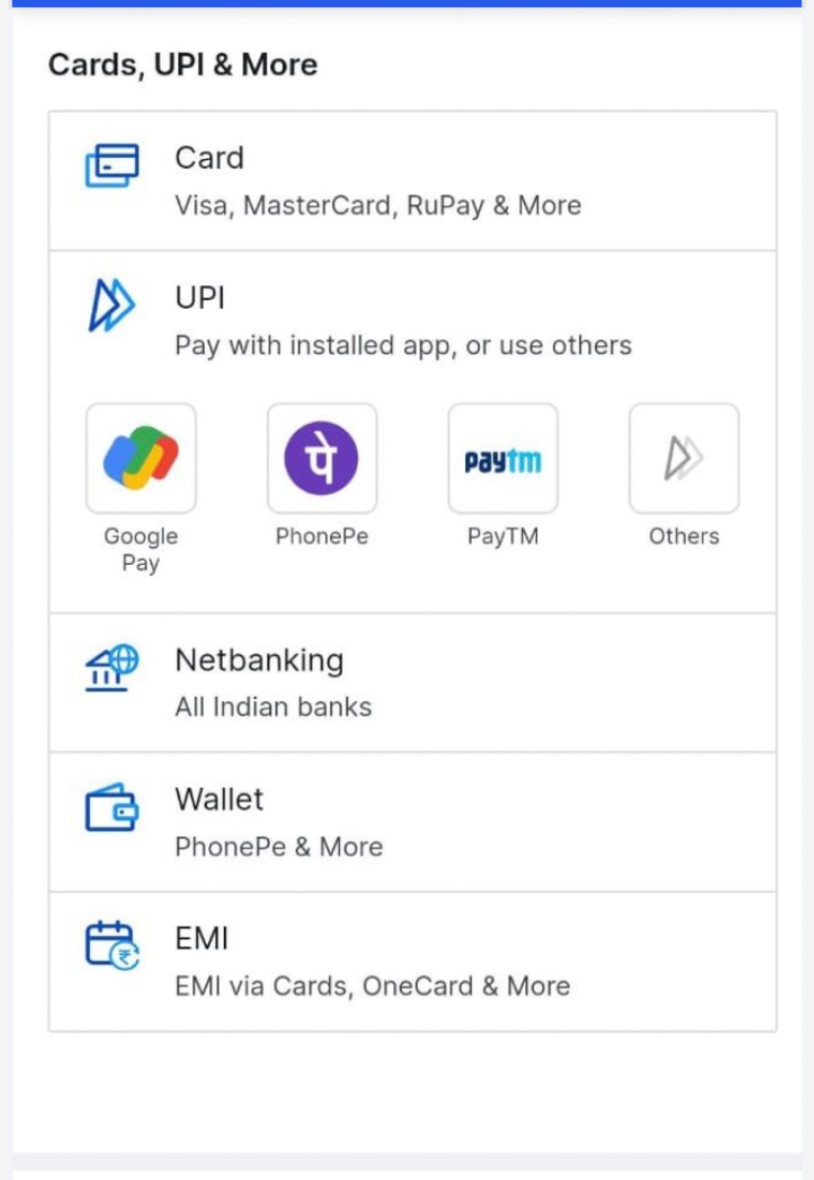 Cards, UPI & More
Card
Visa, MasterCard, RuPay & More
UPI
Pay with installed app, or use others
पे
paytm
Google
Pay
PhonePe
PayTM
Others
Netbanking
All Indian banks
Wallet
PhonePe & More
₹
EMI
EMI via Cards, OneCard & More